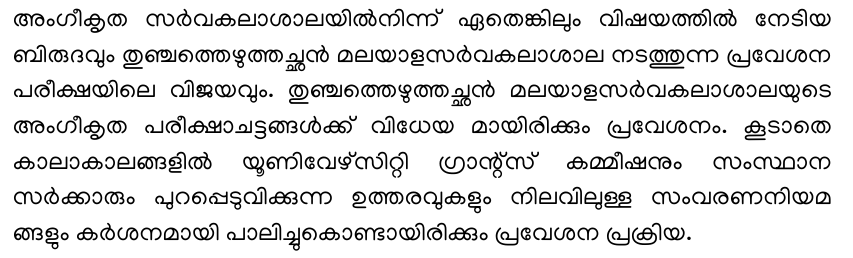 അംഗീകൃത സർവകലാശാലയിൽനിന്ന് ഏതെങ്കിലും വിഷയത്തിൽ നേടിയ
ബിരുദവും തുഞ്ചത്തെഴുത്തച്ഛൻ മലയാളസർവകലാശാല നടത്തുന്ന പ്രവേശന
പരീക്ഷയിലെ വിജയവും. തുഞ്ചത്തെഴുത്തച്ഛൻ മലയാളസർവകലാശാലയുടെ
അംഗീകൃത പരീക്ഷാചട്ടങ്ങൾക്ക് വിധേയ മായിരിക്കും പ്രവേശനം. കൂടാതെ
കാലാകാലങ്ങളിൽ യൂണിവേഴ്സിറ്റി ഗ്രാന്റ്സ് കമ്മീഷനും സംസ്ഥാന
സർക്കാരും പുറപ്പെടുവിക്കുന്ന ഉത്തരവുകളും നിലവിലുള്ള സംവരണനിയമ
ങ്ങളും കർശനമായി പാലിച്ചുകൊണ്ടായിരിക്കും പ്രവേശന പ്രക്രിയ.